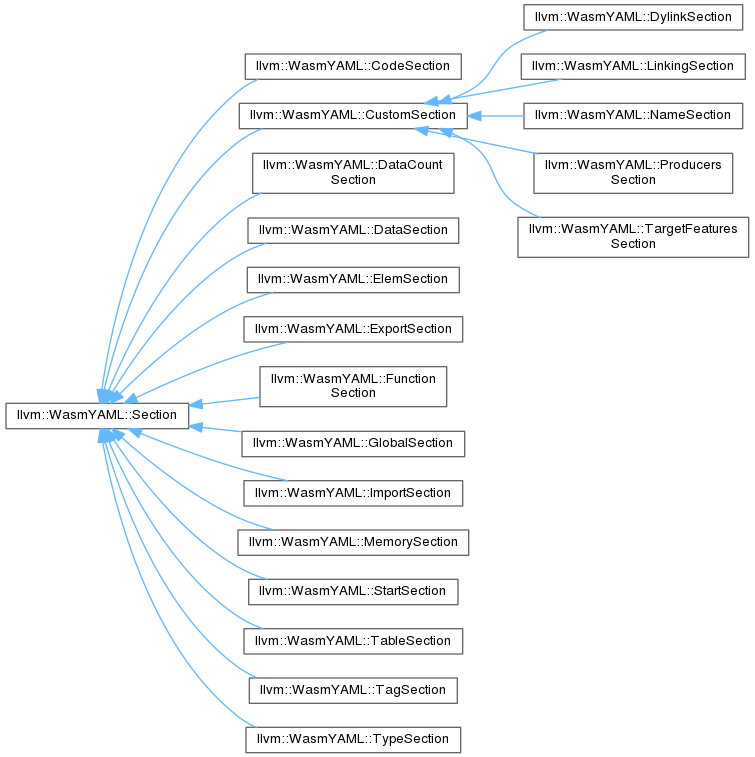 llvm::WasmYAML::DylinkSection
llvm::WasmYAML::CodeSection
llvm::WasmYAML::LinkingSection
llvm::WasmYAML::CustomSection
llvm::WasmYAML::NameSection
llvm::WasmYAML::DataCount
Section
llvm::WasmYAML::Producers
Section
llvm::WasmYAML::DataSection
llvm::WasmYAML::TargetFeatures
Section
llvm::WasmYAML::ElemSection
llvm::WasmYAML::ExportSection
llvm::WasmYAML::Function
Section
llvm::WasmYAML::Section
llvm::WasmYAML::GlobalSection
llvm::WasmYAML::ImportSection
llvm::WasmYAML::MemorySection
llvm::WasmYAML::StartSection
llvm::WasmYAML::TableSection
llvm::WasmYAML::TagSection
llvm::WasmYAML::TypeSection